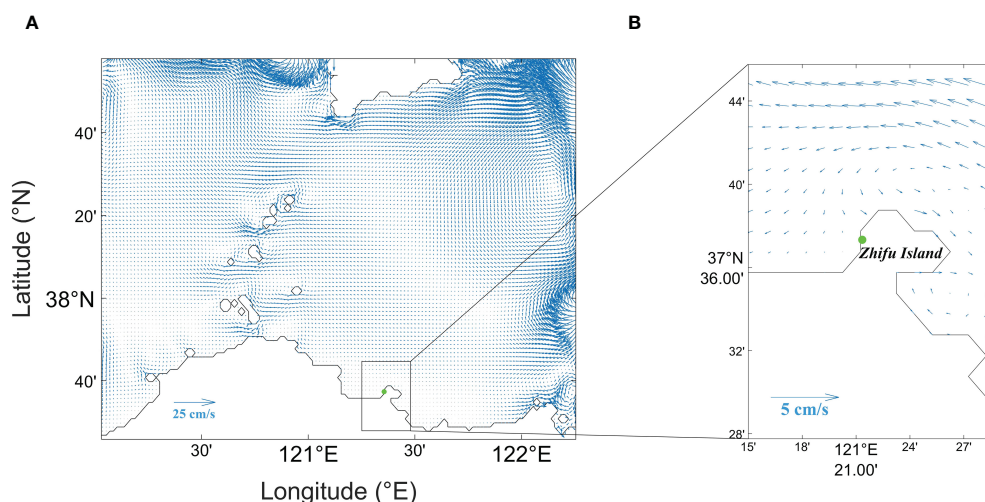 A
B
Latitude (°N)
40'
20'
38°N
40'
25 cm/s
30'
121°E
30'
122°E
Longitude (°E)
44'
40'
37°N
36.00'
32'
28'
Zhifu Island
5 cm/s
15'
18'
121°E
21.00'
24'
27'